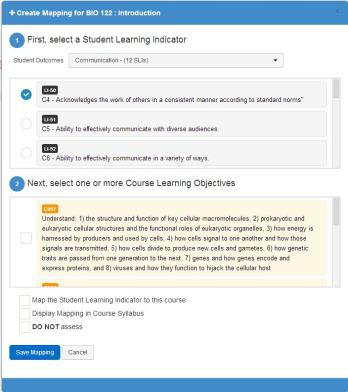 + Create Mapping for BIO 122 : Introduction
×
1 First, select a Student Learning Indicator
Student Outcomes Communication - (12 SLIs)
LI-50
C4 - Acknowledges the work of others in a consistent manner according to standard norms"
LI-51
C5 - Ability to effectively communicate with diverse audiences.
LI-52
C6 - Ability to effectively communicate in a variety of ways.
2 Next, select one or more Course Learning Objectives
Understand: 1) the structure and function of key cellular macromolecules, 2) prokaryotic and
eukaryotic cellular structures and the functional roles of eukaryotic organelles, 3) how energy is
harnessed by producers and used by cells, 4) how cells signal to one another and how those
signals are transmitted, 5) how cells divide to produce new cells and gametes, 6) how genetic
traits are passed from one generation to the next, 7) genes and how genes encode and
express proteins, and 8) viruses and how they function to hijack the cellular host
Map the Student Learning Indicator to this course
Display Mapping in Course Syllabus
DO NOT assess
Save Mapping Cancel